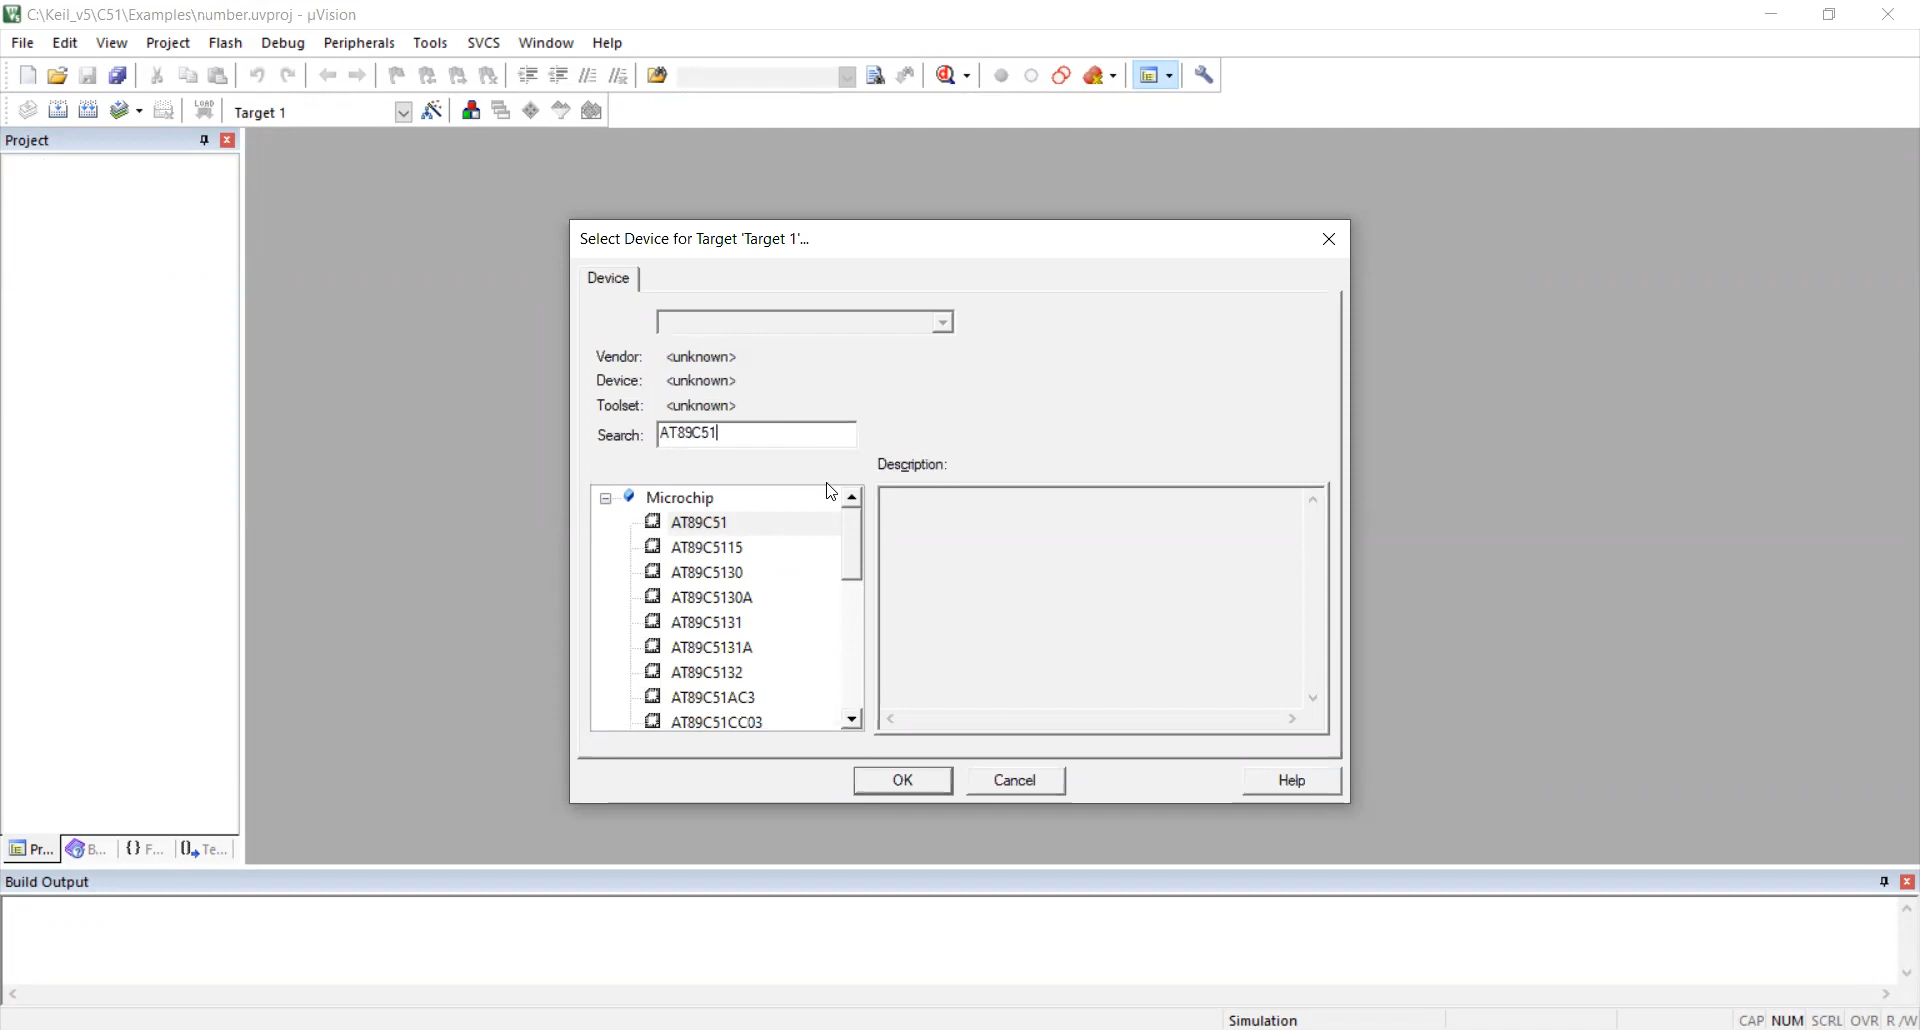 C:\Keil_v5\C51\Examples\number.uvproj - µVision
File Edit View Project Flash Debug Peripherals Tools SVCS Window Help
LOAD Target 1
Project
Select Device for Target 'Target 1'...
Device
Vendor: <unknown>
Device: <unknown>
Toolset: <unknown>
Search: AT89C51
Description:
Microchip
AT89C51
AT89C5115
AT89C5130
AT89C5130A
AT89C5131
AT89C5131A
AT89C5132
AT89C51AC3
AT89C51CC03
OK Cancel Help
Pr... B... {} F... Te...
Build Output
Simulation CAP NUM SCRL OVR R /W